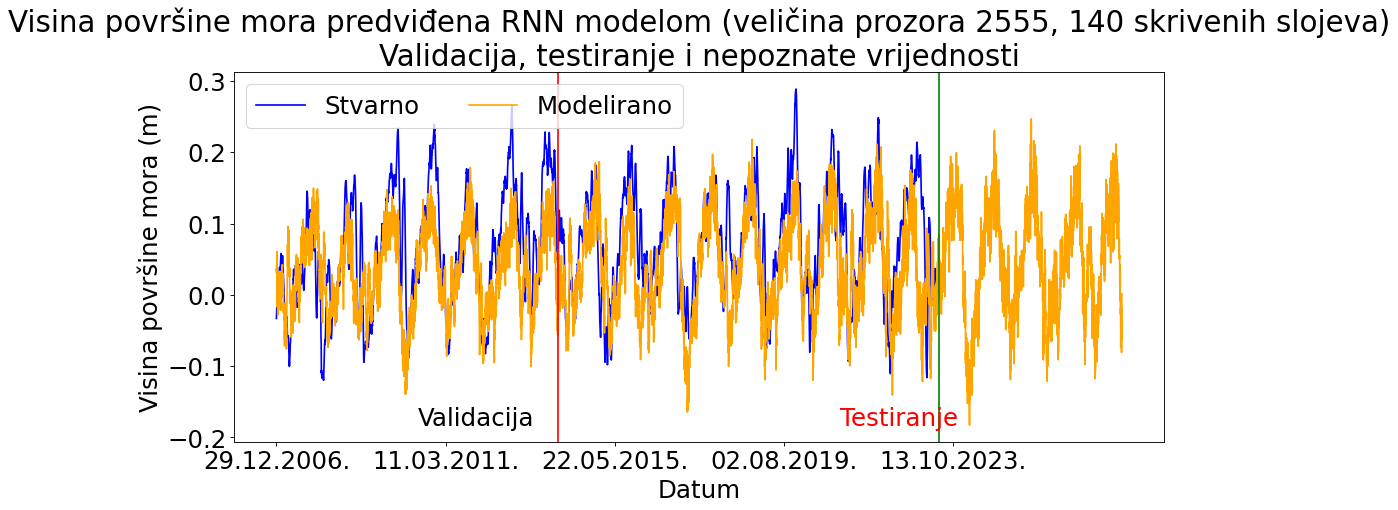 Visina površine mora predviđena RNN modelom (veličina prozora 2555, 140 skrivenih slojeva)
Validacija, testiranje i nepoznate vrijednosti
Stvarno
Modelirano
Visina površine mora (m)
0.3
0.2
0.1
0.0
−0.1
−0.2
Validacija
Testiranje
29.12.2006.
11.03.2011.
22.05.2015.
02.08.2019.
13.10.2023.
Datum